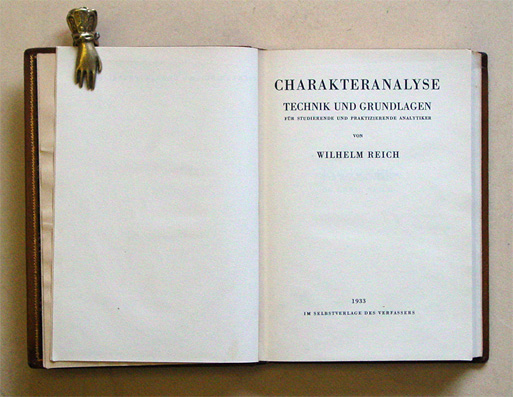 CHARAKTERANALYSE
TECHNIK UND GRUNDLAGEN
FÜR STUDIERENDE UND PRAKTIZIERENDE ANALYTIKER
VON
WILHELM REICH
1933
IM SELBSTVERLAGE DES VERFASSERS